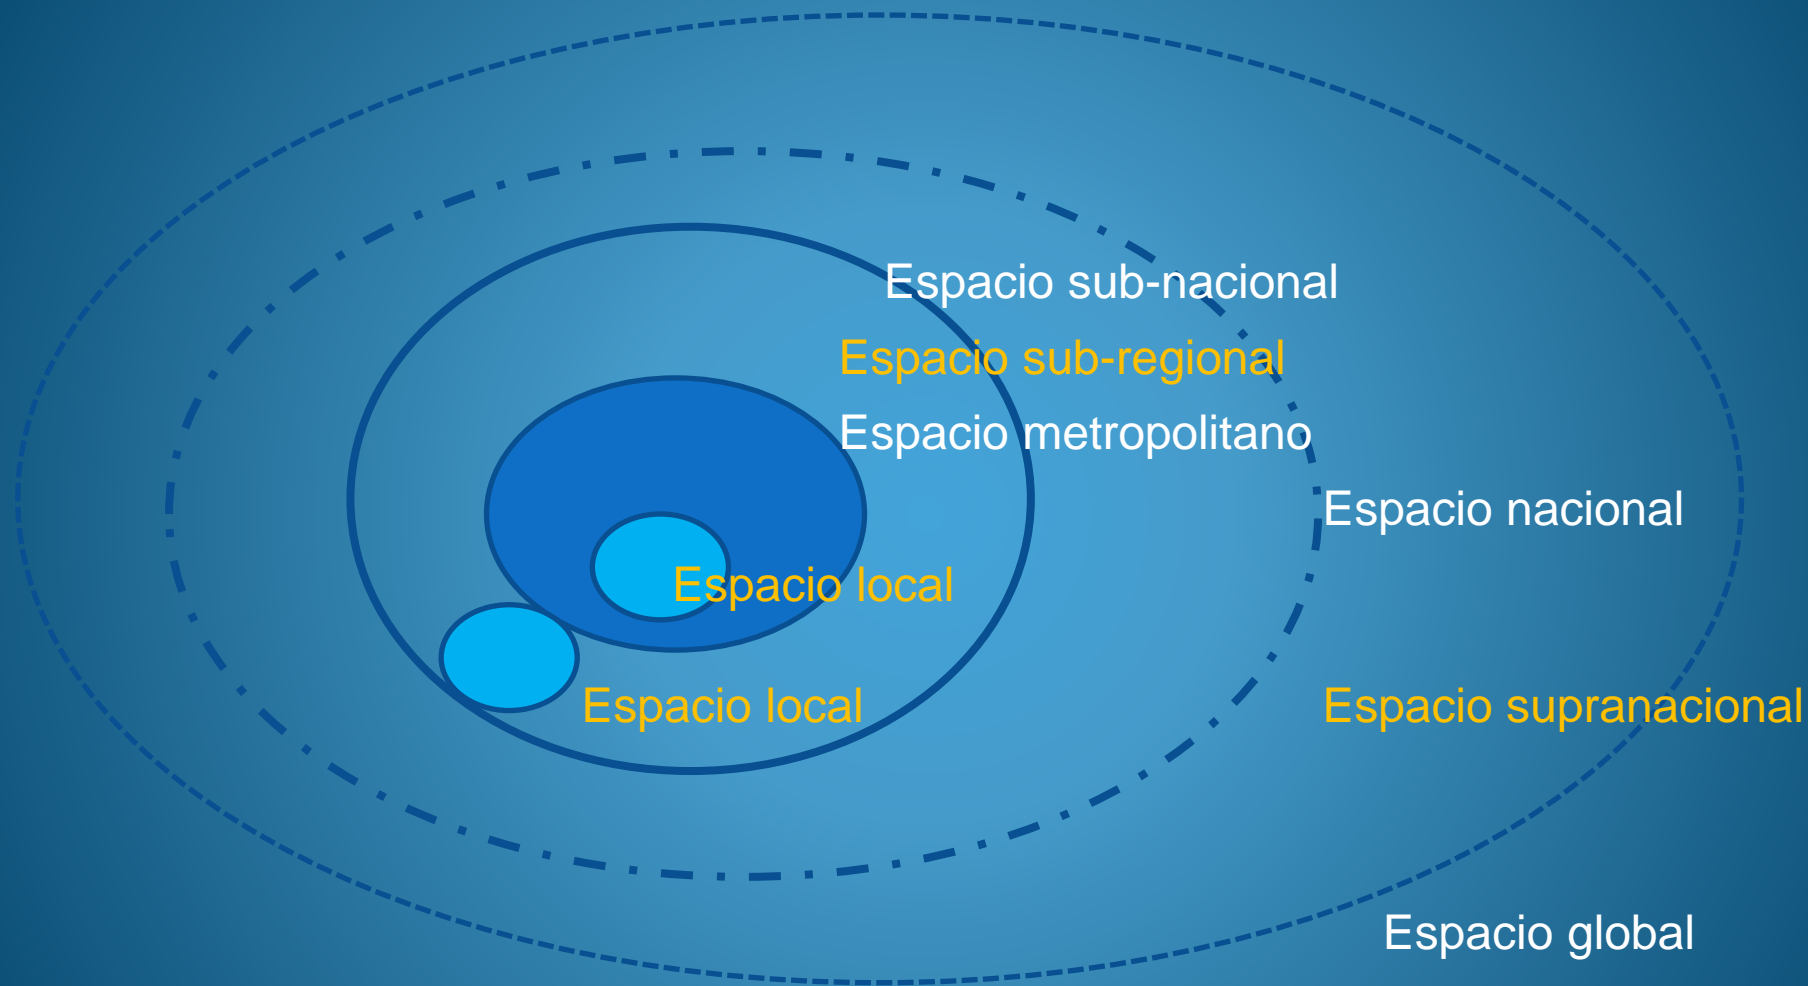 Espacio sub-nacional
Espacio sub-regional
Espacio metropolitano
Espacio nacional
Espacio local
Espacio local
Espacio supranacional
Espacio global